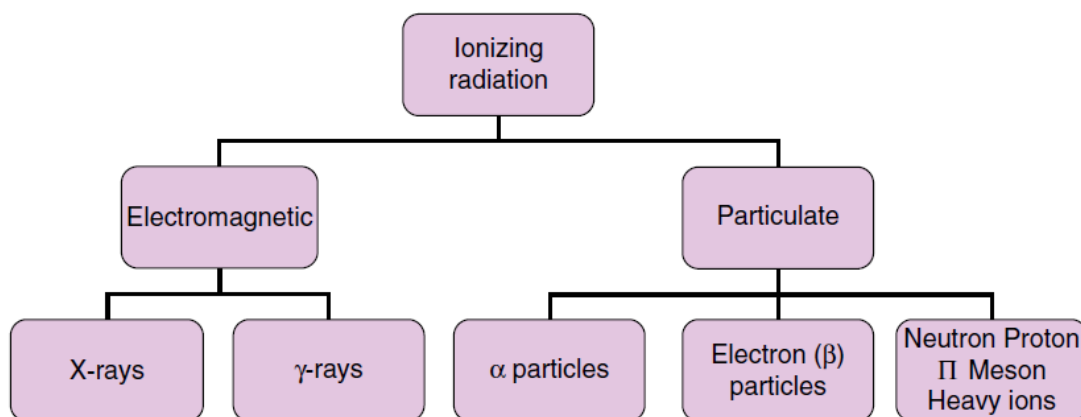 Ionizing
radiation
Electromagnetic
Particulate
X-rays
γ-rays
α particles
Electron (β)
particles
Neutron Proton
Π Meson
Heavy ions